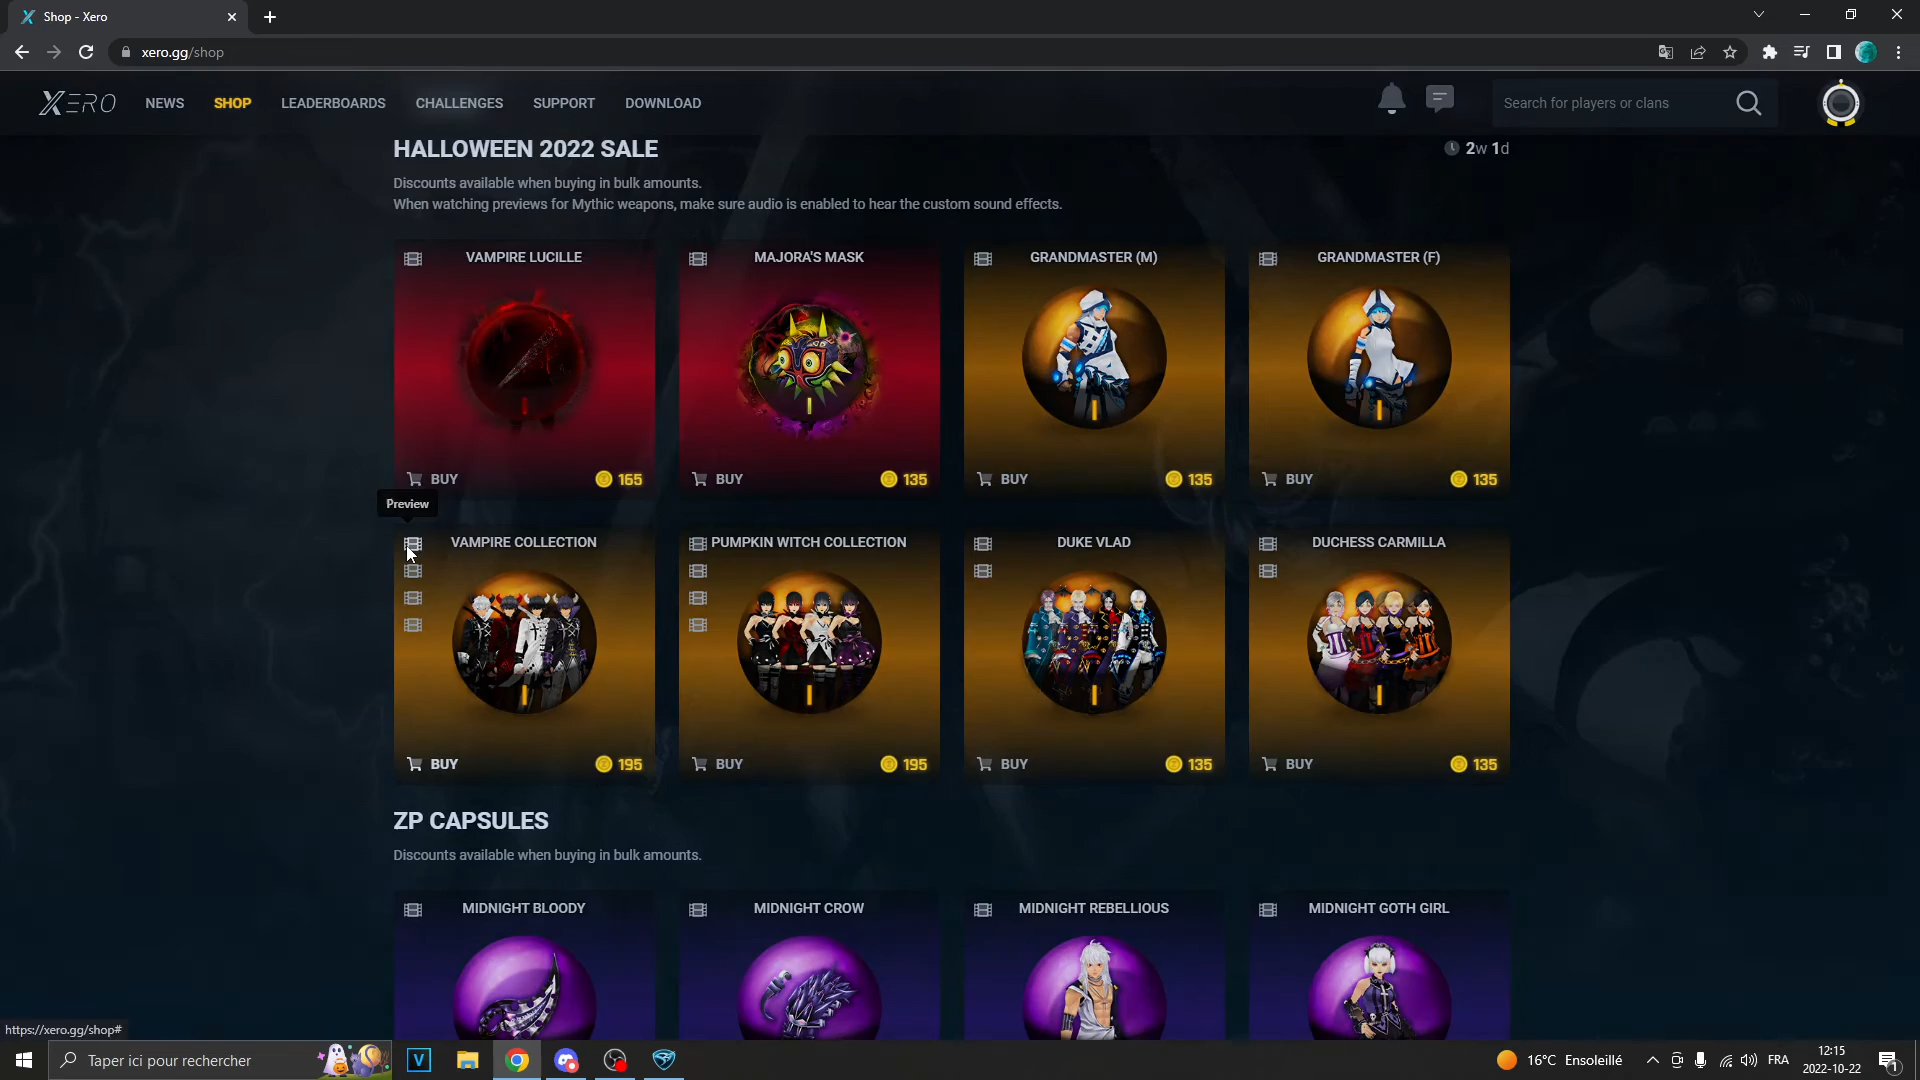 Shop - Xero
xero.gg/shop
XERO NEWS SHOP LEADERBOARDS CHALLENGES SUPPORT DOWNLOAD Search for players or clans
HALLOWEEN 2022 SALE 2w 1d
Discounts available when buying in bulk amounts.
When watching previews for Mythic weapons, make sure audio is enabled to hear the custom sound effects.
VAMPIRE LUCILLE MAJORA'S MASK GRANDMASTER (M) GRANDMASTER (F)
BUY 165 BUY 135 BUY 135 BUY 135
Preview
VAMPIRE COLLECTION PUMPKIN WITCH COLLECTION DUKE VLAD DUCHESS CARMILLA
BUY 195 BUY 195 BUY 135 BUY 135
ZP CAPSULES
Discounts available when buying in bulk amounts.
MIDNIGHT BLOODY MIDNIGHT CROW MIDNIGHT REBELLIOUS MIDNIGHT GOTH GIRL
https://xero.gg/shop#
Taper ici pour rechercher V 16°C Ensoleillé FRA 12:15
2022-10-22 1